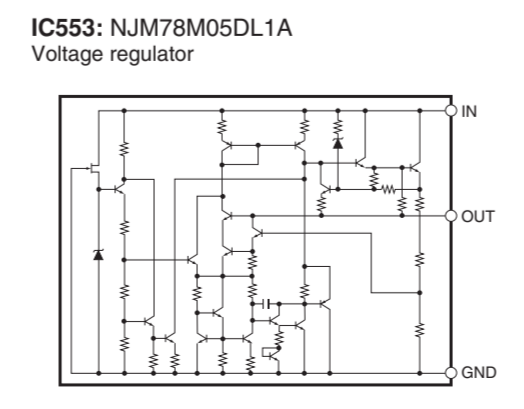 IC553: NJM78M05DL1A
Voltage regulator
IN
OUT
GND